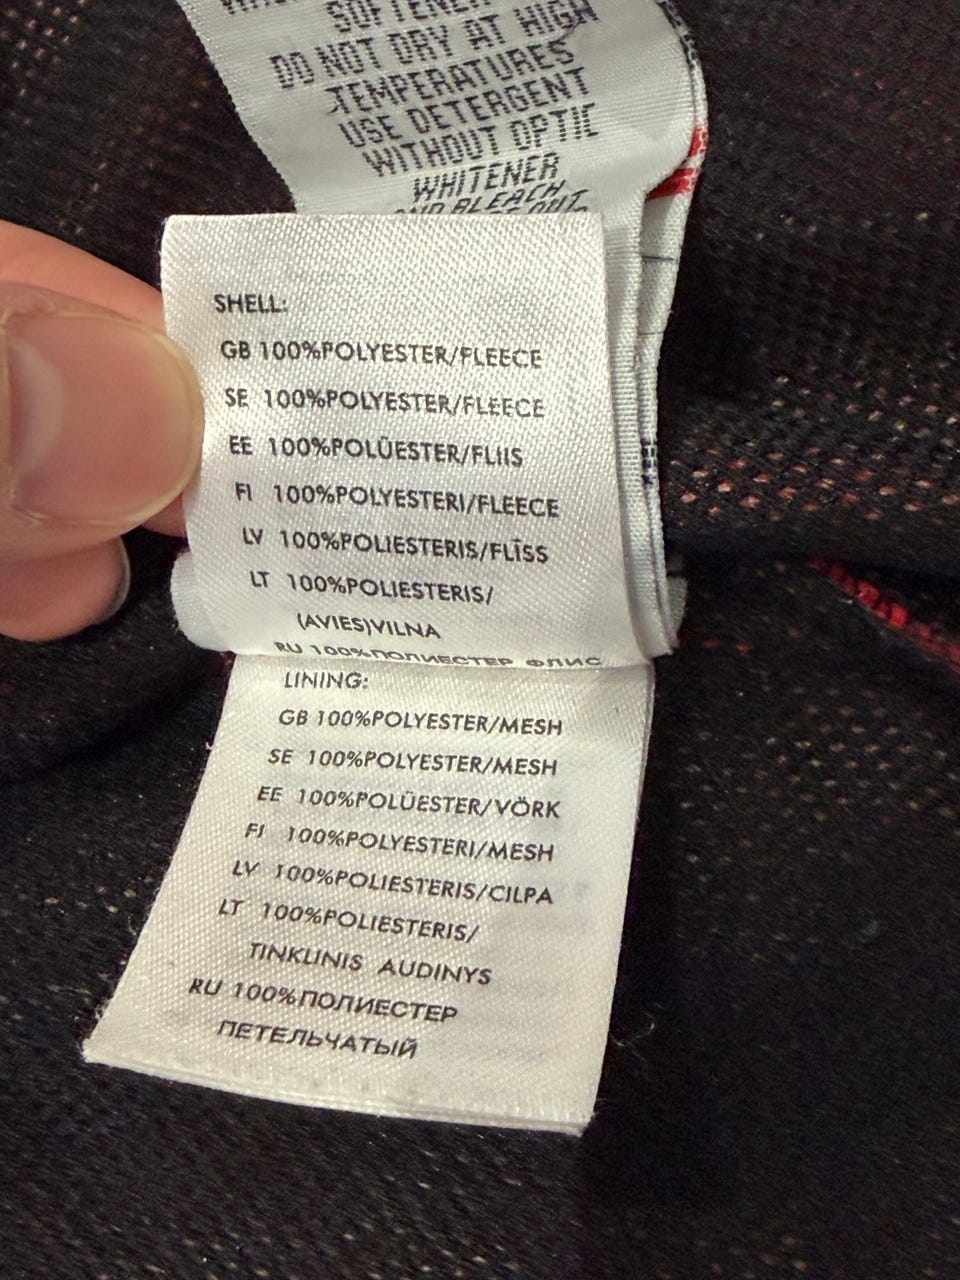 SOFTENER
DO NOT DRY AT HIGH
TEMPERATURES
USE DETERGENT
WITHOUT
WHITENER
BLEACH
SHELL:
GB 100%POLYESTER/FLEECE
SE 100%POLYESTER/FLEECE
EE 100%POLÜESTER/FLIIS
FI 100%POLYESTERI/FLEECE
LV 100%POLIESTERIS/FLĪSS
LT 100%POLIESTERIS/
(AVIES)VILNA
RU 100%ПОЛИЕСТЕР ФЛИС
LINING:
GB 100%POLYESTER/MESH
SE 100%POLYESTER/MESH
EE 100%POLÜESTER/VÖRK
FI 100%POLYESTERI/MESH
LV 100%POLIESTERIS/CILPA
LT 100%POLIESTERIS/
TINKLINIS AUDINYS
RU 100%ПОЛИЕСТЕР
ПЕТЕЛЬЧАТЫЙ